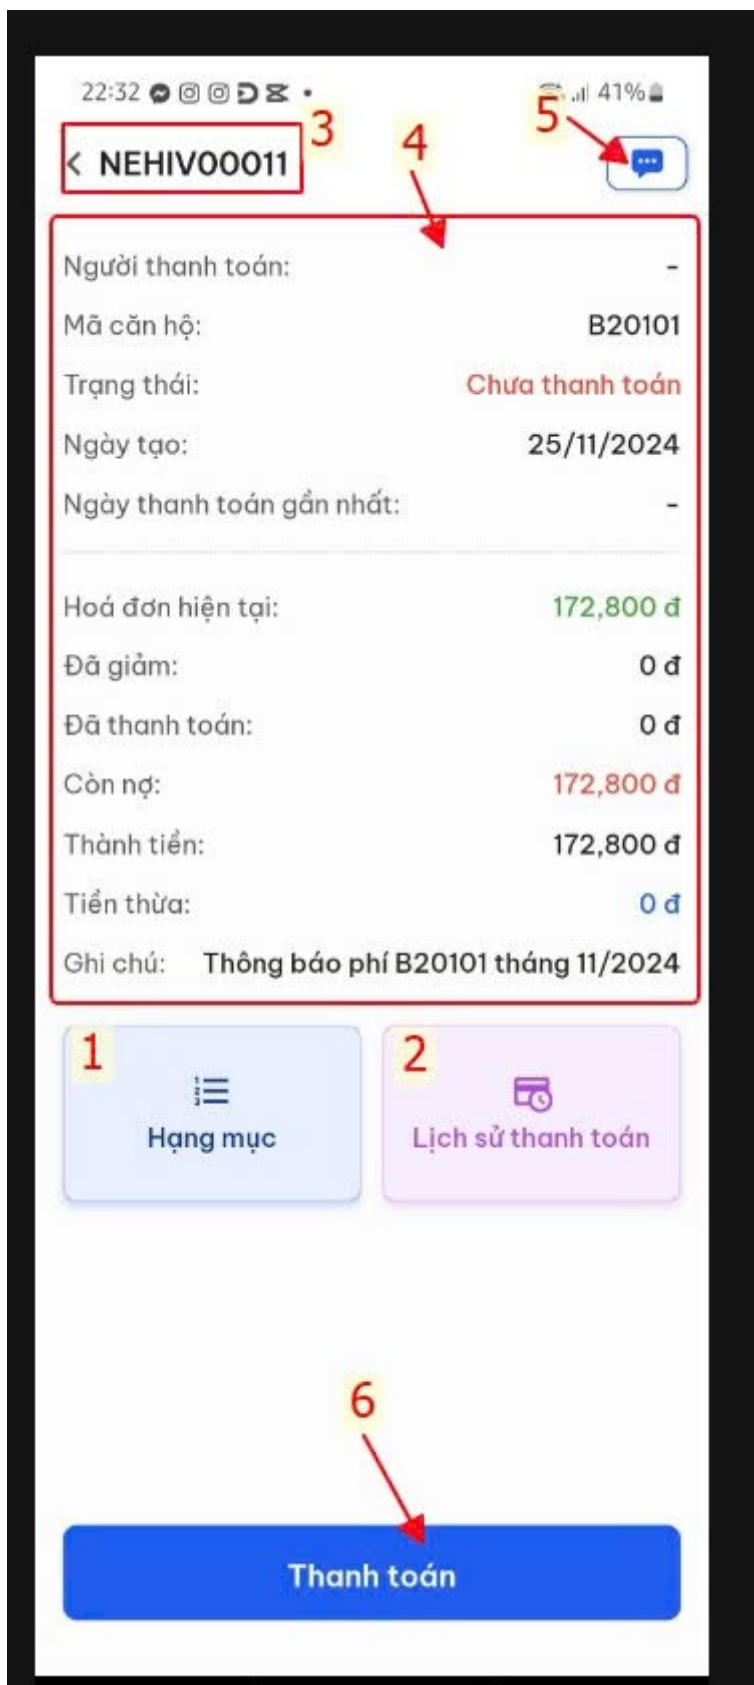 22:32 41%
3
5
4
< NEHIV00011
Người thanh toán: -
Mã căn hộ: B20101
Trạng thái: Chưa thanh toán
Ngày tạo: 25/11/2024
Ngày thanh toán gần nhất: -
Hoá đơn hiện tại: 172,800 đ
Đã giảm: 0 đ
Đã thanh toán: 0 đ
Còn nợ: 172,800 đ
Thành tiền: 172,800 đ
Tiền thừa: 0 đ
Ghi chú: Thông báo phí B20101 tháng 11/2024
1
Hạng mục
2
Lịch sử thanh toán
6
Thanh toán